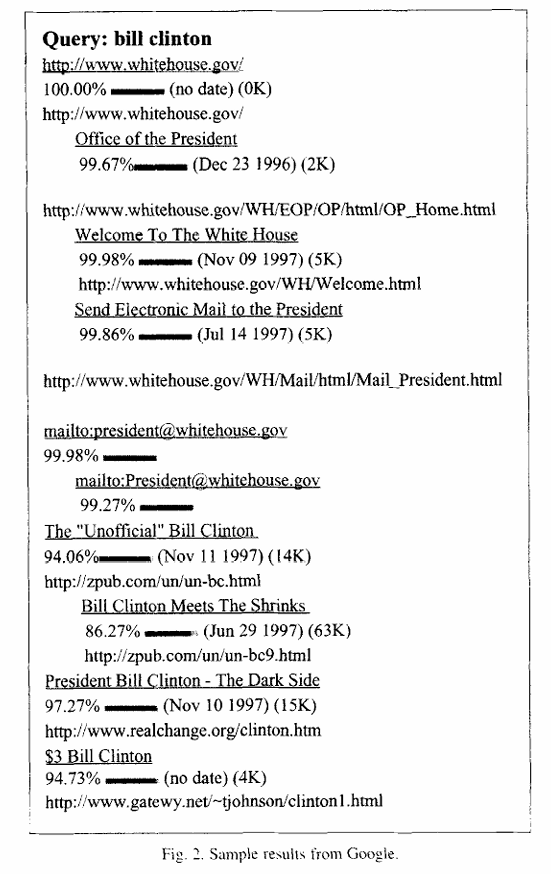 Query: bill clinton
http://www.whitehouse.gov/
100.00% (no date) (0K)
http://www.whitehouse.gov/
Office of the President
99.67% (Dec 23 1996) (2K)
http://www.whitehouse.gov/WH/EOP/OP/html/OP_Home.html
Welcome To The White House
99.98% (Nov 09 1997) (5K)
http://www.whitehouse.gov/WH/Welcome.html
Send Electronic Mail to the President
99.86% (Jul 14 1997) (5K)
http://www.whitehouse.gov/WH/Mail/html/Mail_President.html
mailto:president@whitehouse.gov
99.98%
mailto:President@whitehouse.gov
99.27%
The "Unofficial" Bill Clinton
94.06% (Nov 11 1997) (14K)
http://zpub.com/un/un-bc.html
Bill Clinton Meets The Shrinks
86.27% (Jun 29 1997) (63K)
http://zpub.com/un/un-bc9.html
President Bill Clinton - The Dark Side
97.27% (Nov 10 1997) (15K)
http://www.realchange.org/clinton.htm
$3 Bill Clinton
94.73% (no date) (4K)
http://www.gatewy.net/~tjohnson/clinton1.html
Fig. 2. Sample results from Google.